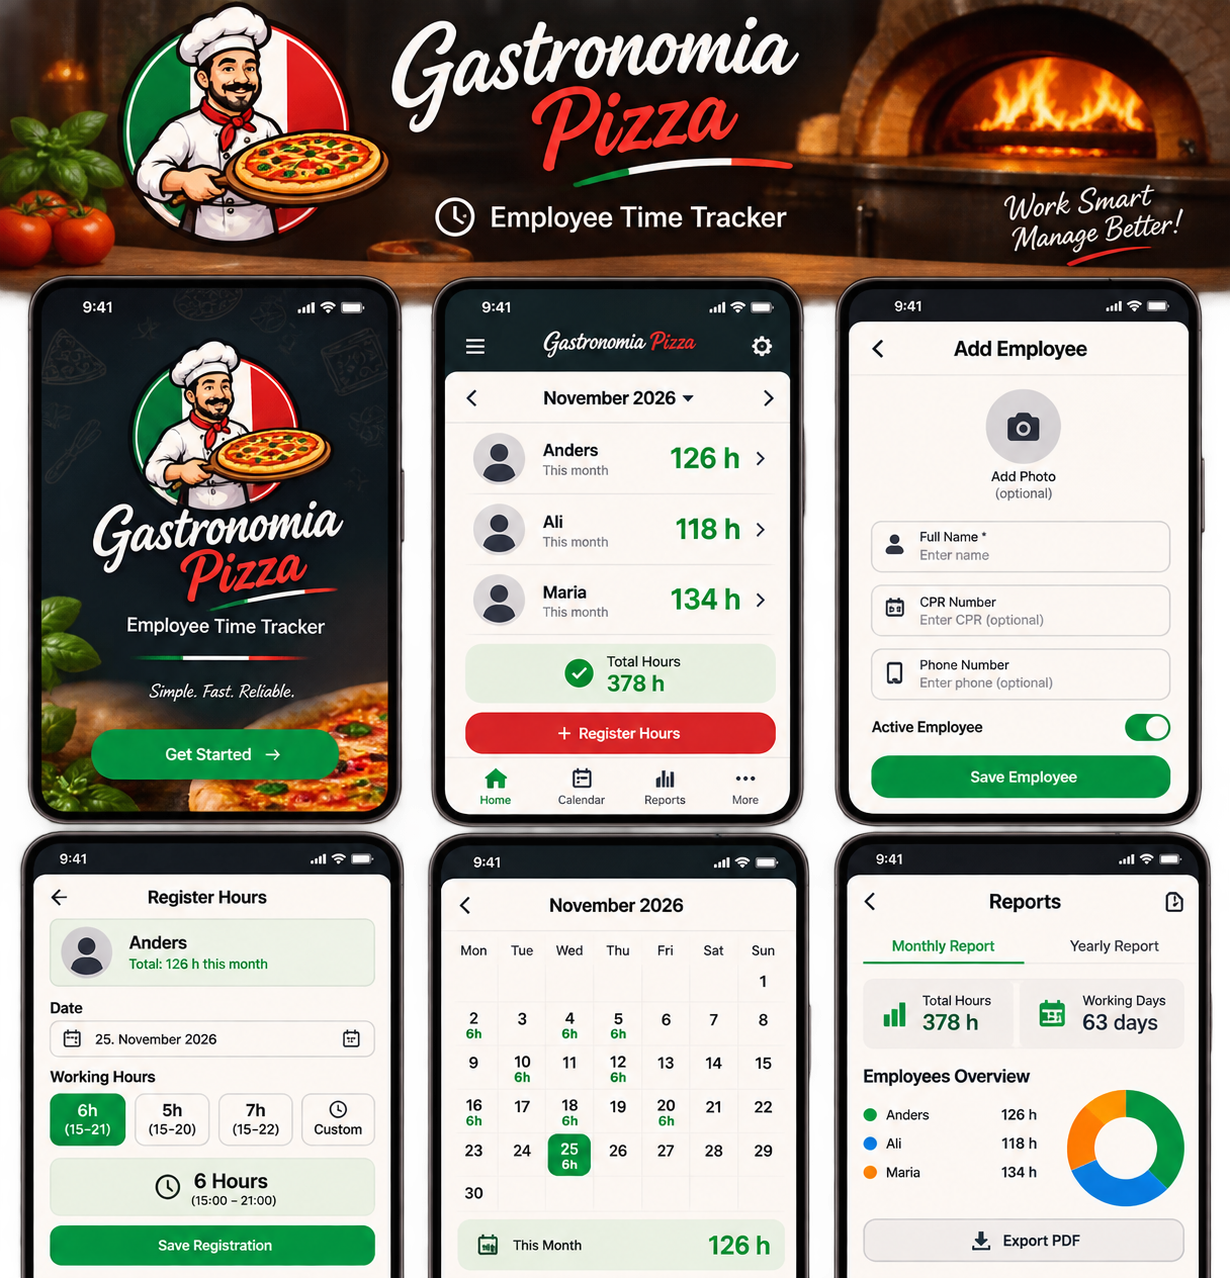 Gastronomia
Pizza
Employee Time Tracker
Work Smart
Manage Better!
9:41
Gastronomia
Pizza
Employee Time Tracker
Simple. Fast. Reliable.
Get Started →
9:41
Gastronomia Pizza
November 2026
Anders
This month
126 h
Ali
This month
118 h
Maria
This month
134 h
Total Hours
378 h
+ Register Hours
Home
Calendar
Reports
More
9:41
Add Employee
Add Photo
(optional)
Full Name *
Enter name
CPR Number
Enter CPR (optional)
Phone Number
Enter phone (optional)
Active Employee
Save Employee
9:41
Register Hours
Anders
Total: 126 h this month
Date
25. November 2026
Working Hours
6h
(15–21)
5h
(15–20)
7h
(15–22)
Custom
6 Hours
(15:00 – 21:00)
Save Registration
9:41
November 2026
Mon Tue Wed Thu Fri Sat Sun
1
2 3 4 5 6 7 8
6h 6h 6h
9 10 11 12 13 14 15
6h 6h
16 17 18 19 20 21 22
6h 6h 6h
23 24 25 26 27 28 29
6h
30
This Month
126 h
9:41
Reports
Monthly Report
Yearly Report
Total Hours
378 h
Working Days
63 days
Employees Overview
Anders 126 h
Ali 118 h
Maria 134 h
Export PDF